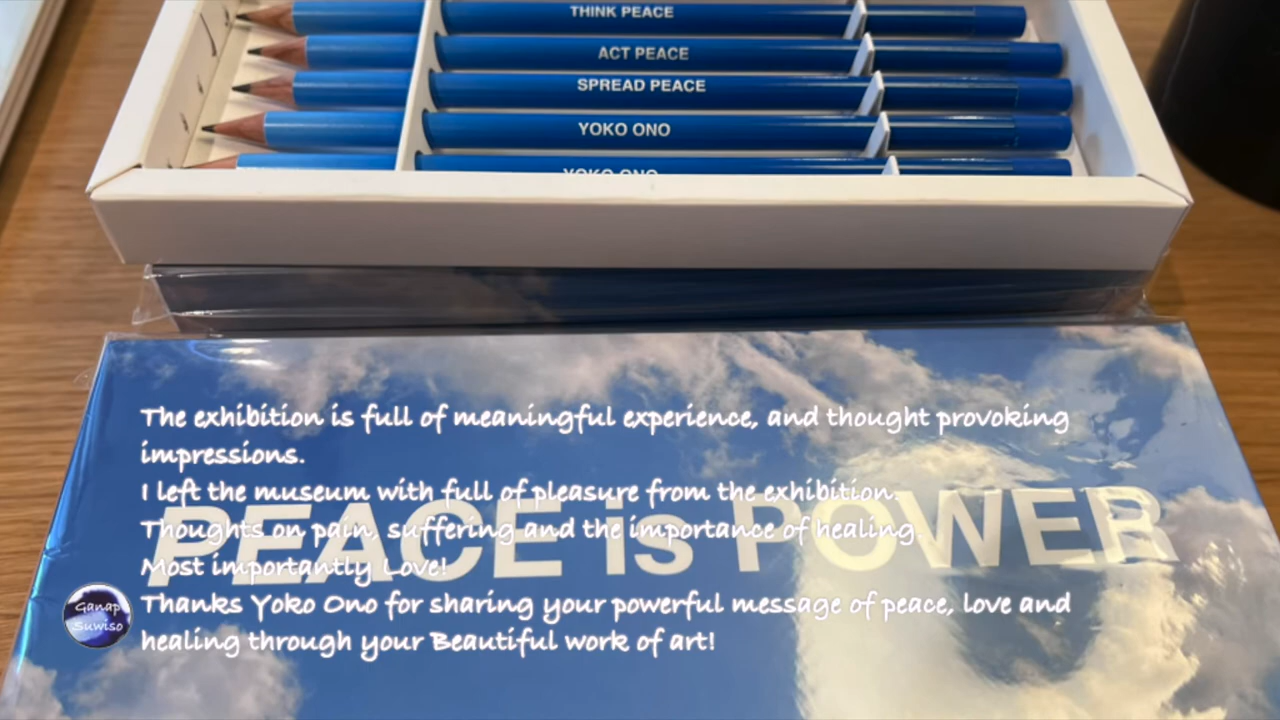 THINK PEACE
ACT PEACE
SPREAD PEACE
YOKO ONO
YOKO ONO
The exhibition is full of meaningful experience, and thought provoking
impressions.
I left the museum with full of pleasure from the exhibition.
Thoughts on pain, suffering and the importance of healing.
Most importantly Love!
Thanks Yoko Ono for sharing your powerful message of peace, love and
healing through your Beautiful work of art!
PEACE is POWER
Ganap
Suwiso